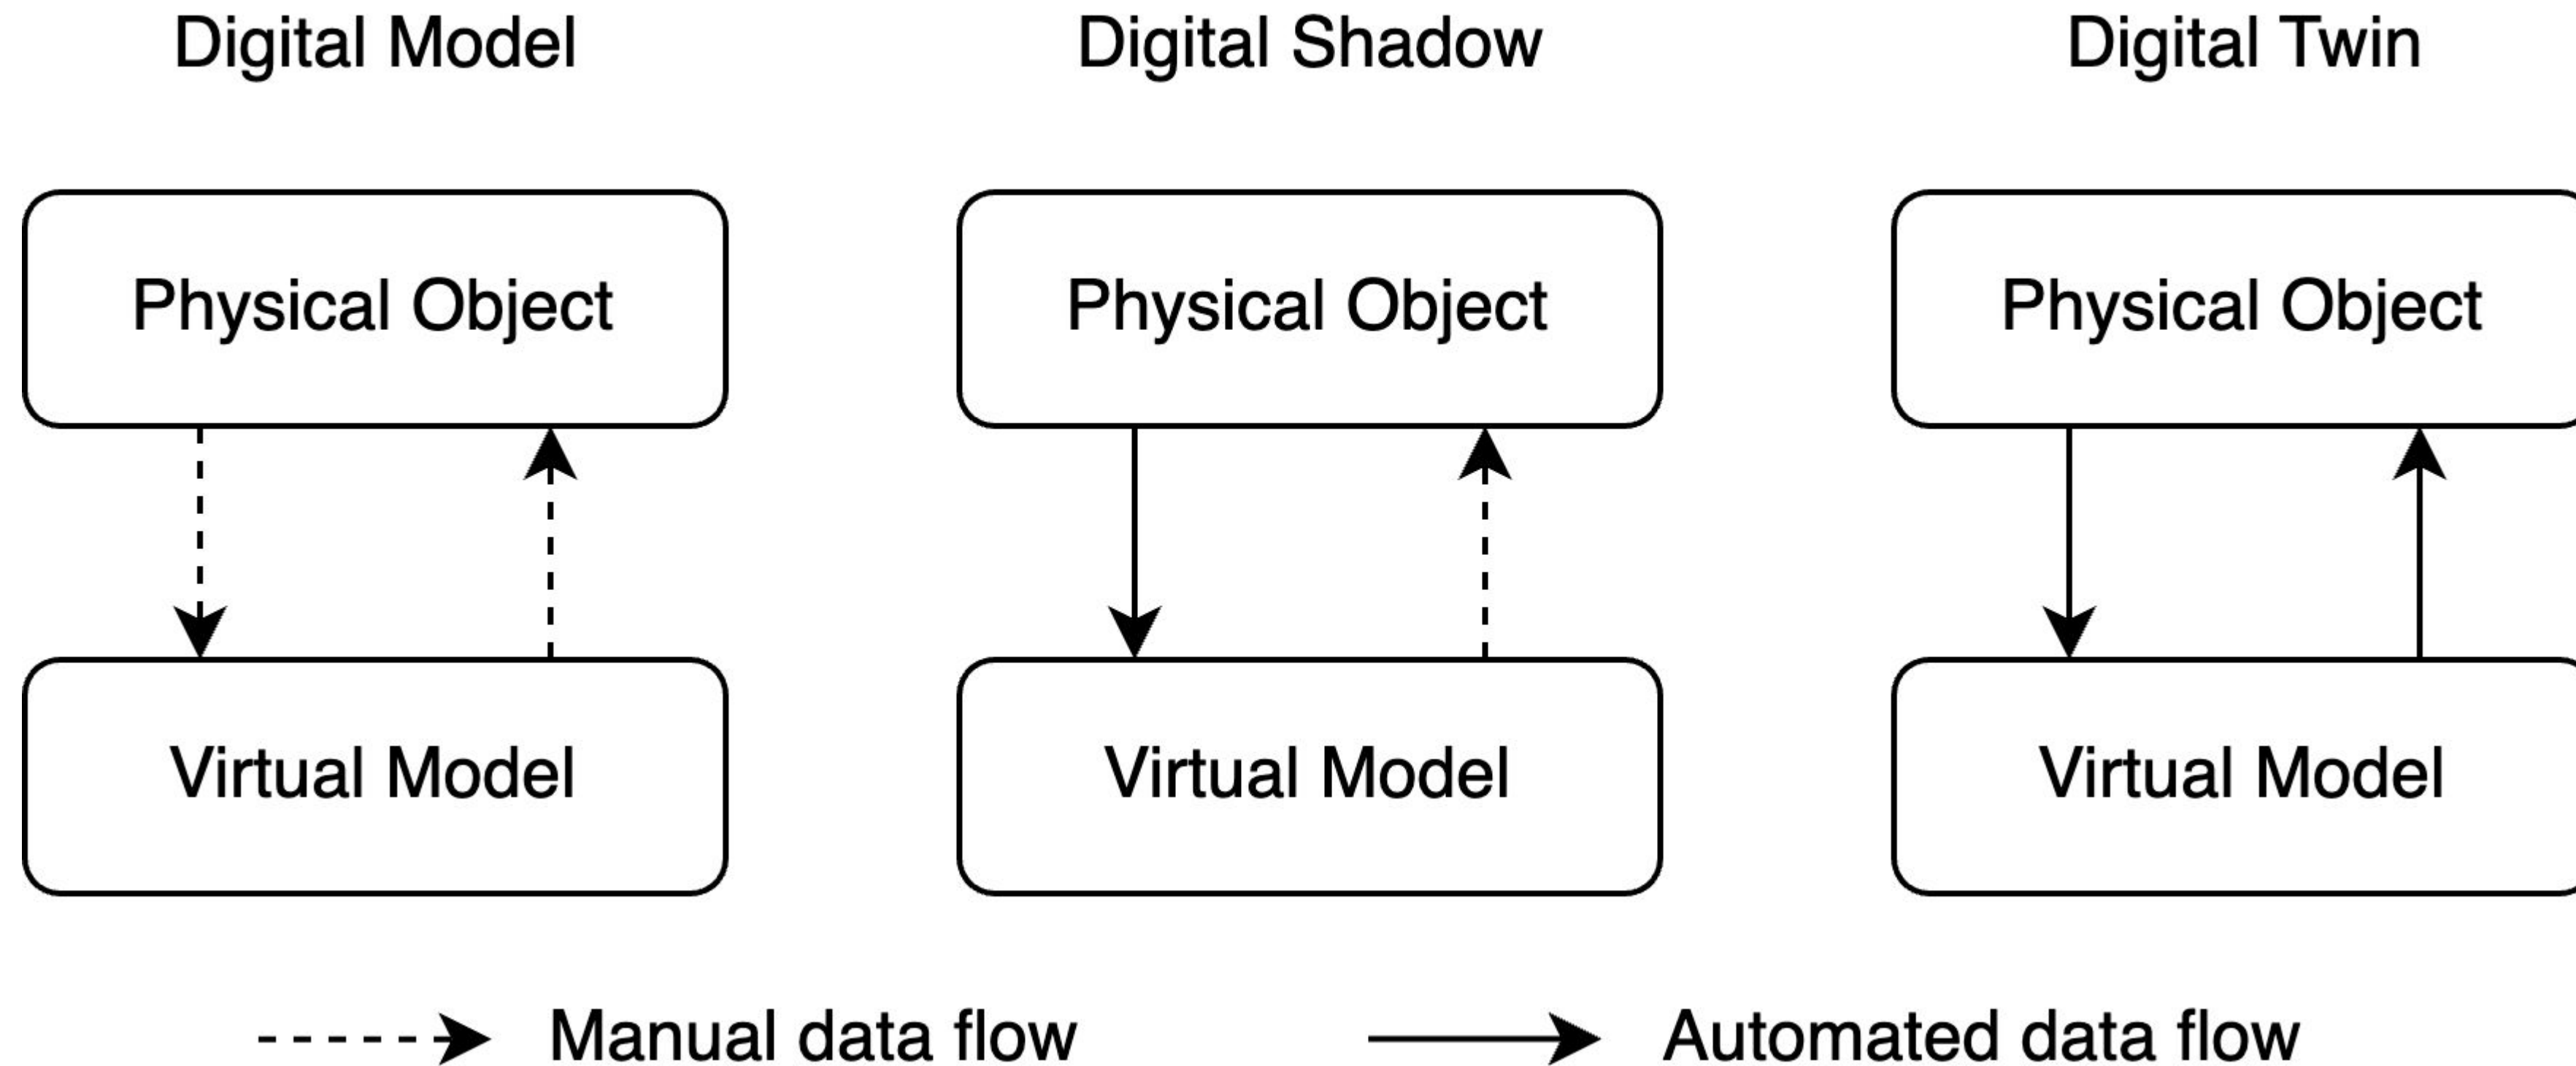 Digital Model
Digital Shadow
Digital Twin
Physical Object
Physical Object
Physical Object
Virtual Model
Virtual Model
Virtual Model
Manual data flow
Automated data flow